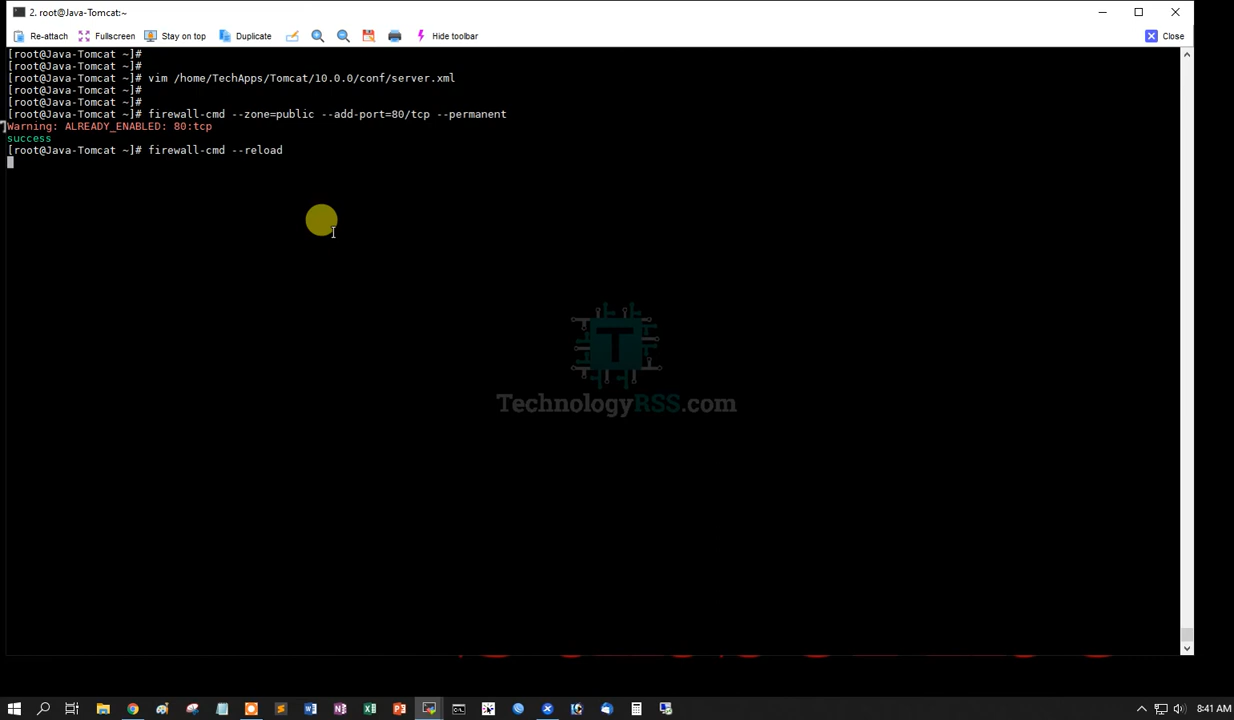 2. root@Java-Tomcat:~
Re-attach Fullscreen Stay on top Duplicate Hide toolbar Close
[root@Java-Tomcat ~]#
[root@Java-Tomcat ~]#
[root@Java-Tomcat ~]# vim /home/TechApps/Tomcat/10.0.0/conf/server.xml
[root@Java-Tomcat ~]#
[root@Java-Tomcat ~]#
[root@Java-Tomcat ~]# firewall-cmd --zone=public --add-port=80/tcp --permanent
Warning: ALREADY_ENABLED: 80:tcp
success
[root@Java-Tomcat ~]# firewall-cmd --reload
T
TechnologyRSS.com
8:41 AM